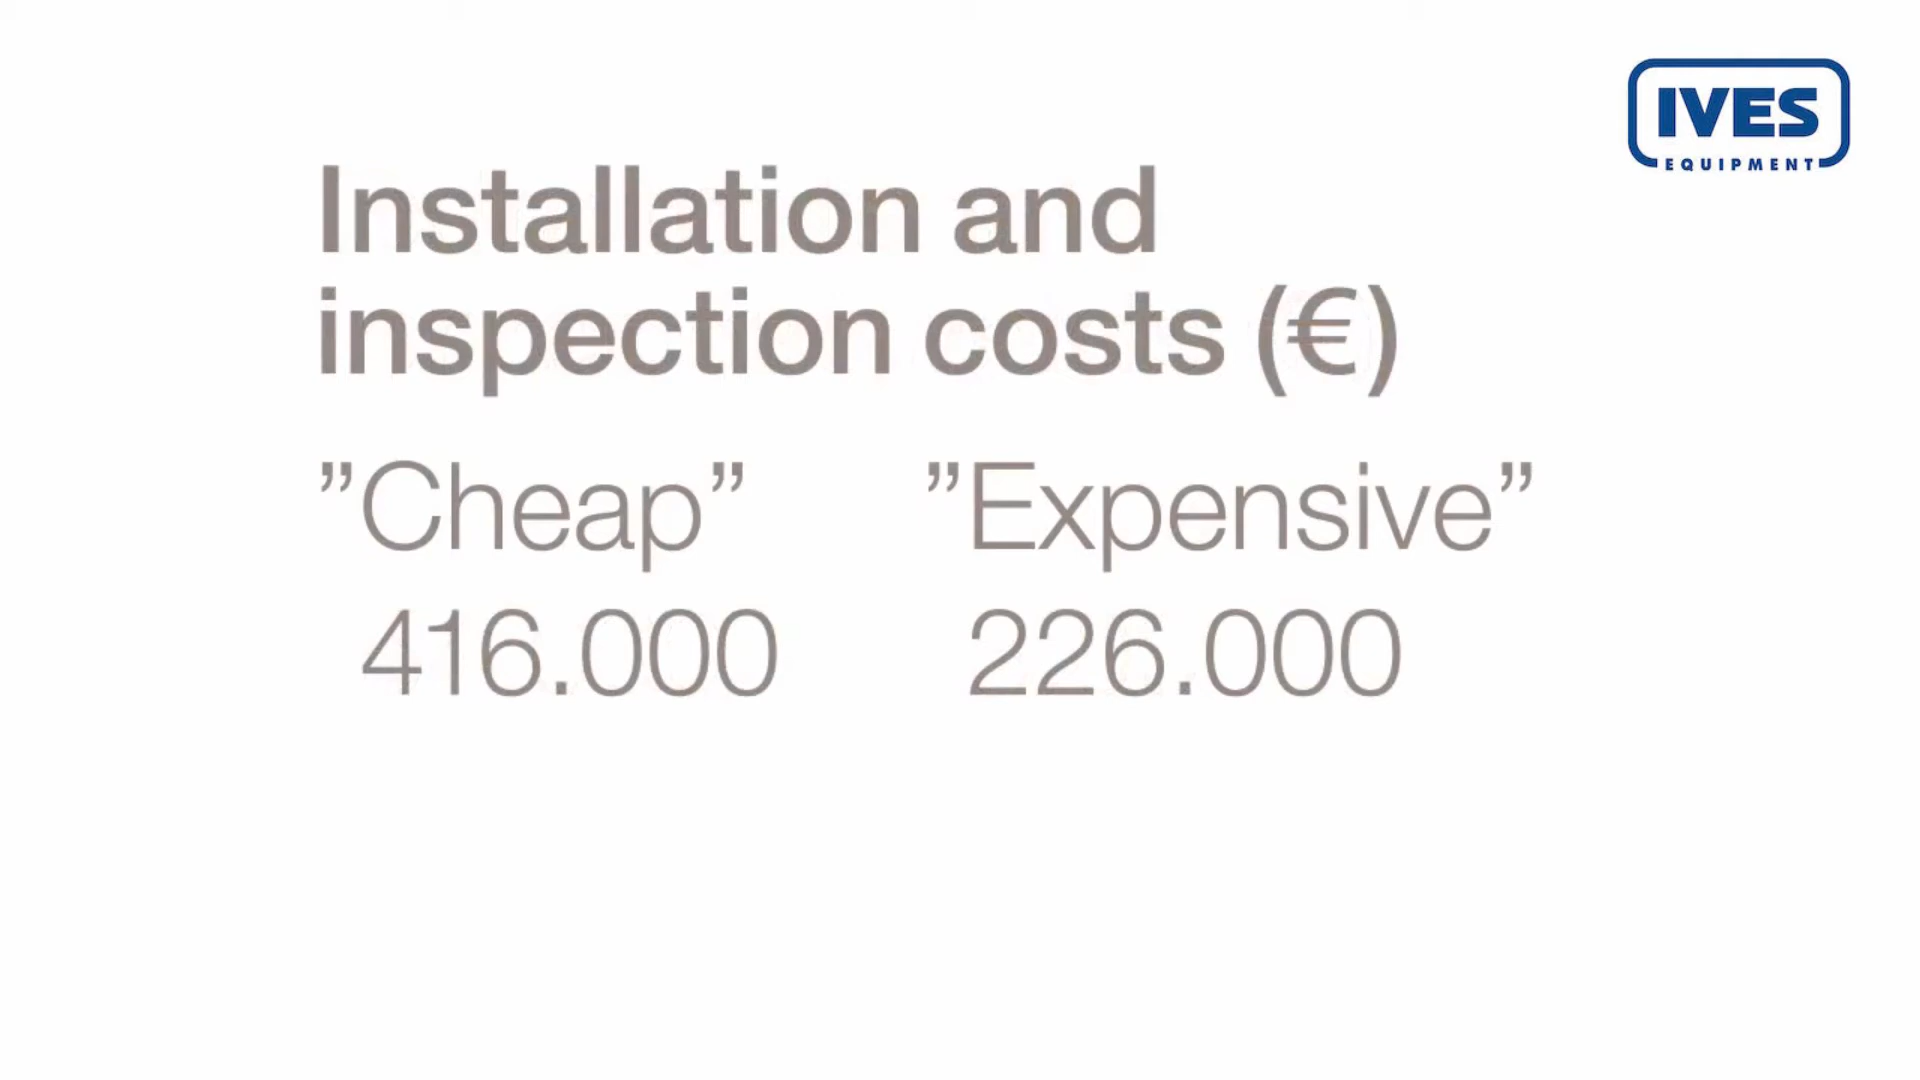 IVES
EQUIPMENT
Installation and
inspection costs (€)
”Cheap” ”Expensive”
416.000 226.000